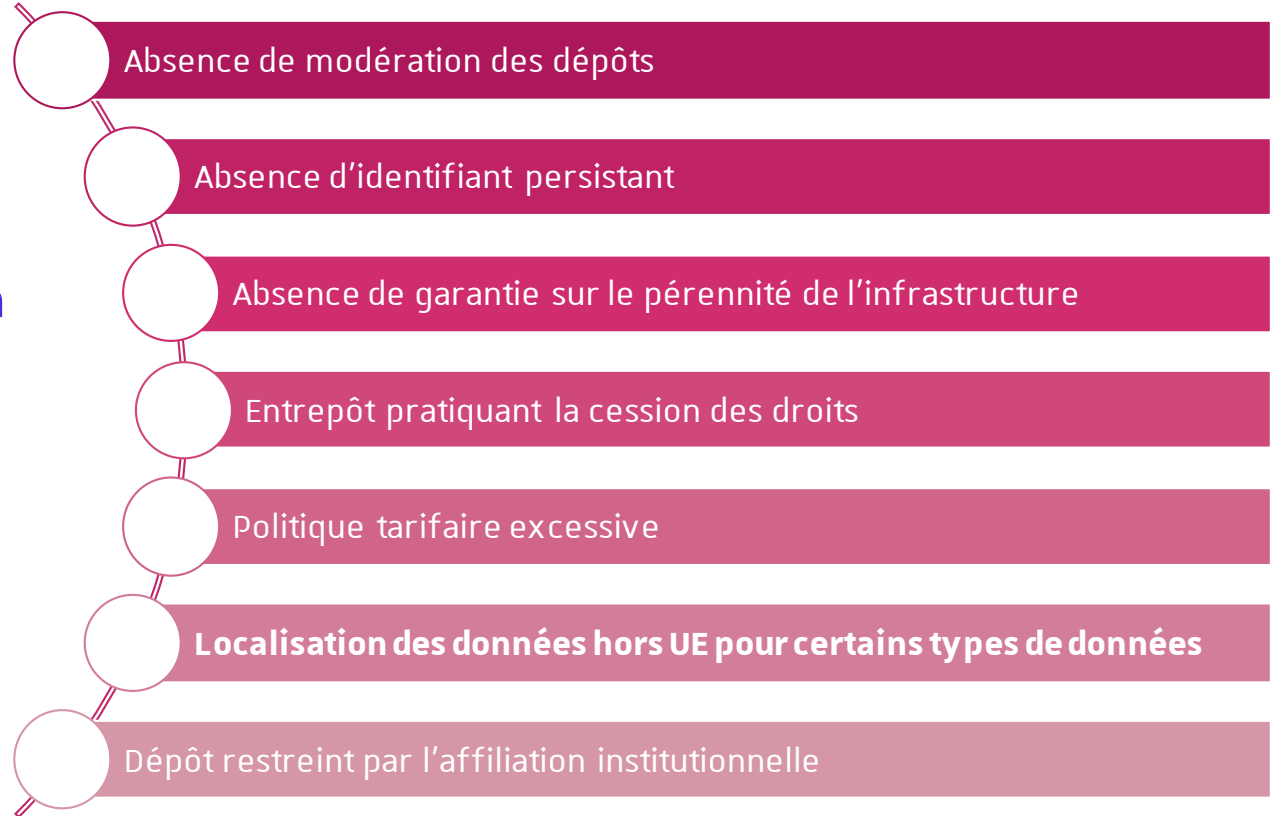 Absence de modération des dépôts
Absence d'identifiant persistant
Absence de garantie sur le pérennité de l'infrastructure
Entrepôt pratiquant la cession des droits
Politique tarifaire excessive
Localisation des données hors UE pour certains types de données
Dépôt restreint par l'affiliation institutionnelle